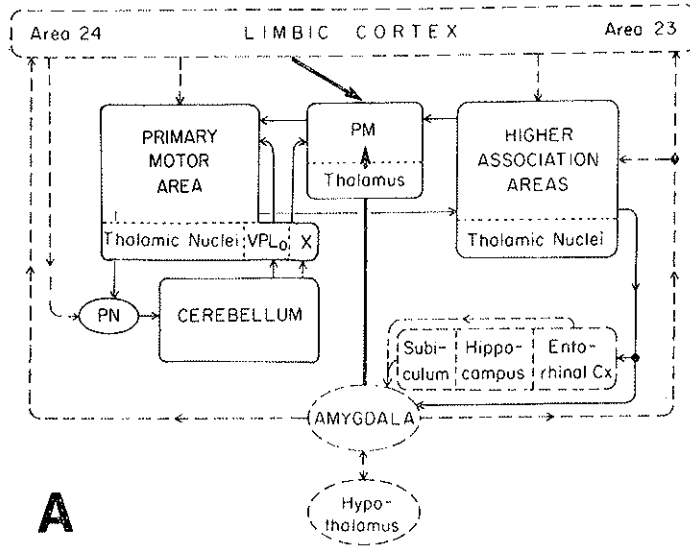 Area 24 LIMBIC CORTEX Area 23
PRIMARY
MOTOR
AREA
PM
Thalamus
HIGHER
ASSOCIATION
AREAS
Thalamic Nuclei VPLo X
Thalamic Nuclei
PN
CEREBELLUM
Subi-
culum
Hippo-
campus
Ento-
rhinal Cx
AMYGDALA
Hypo-
thalamus
A